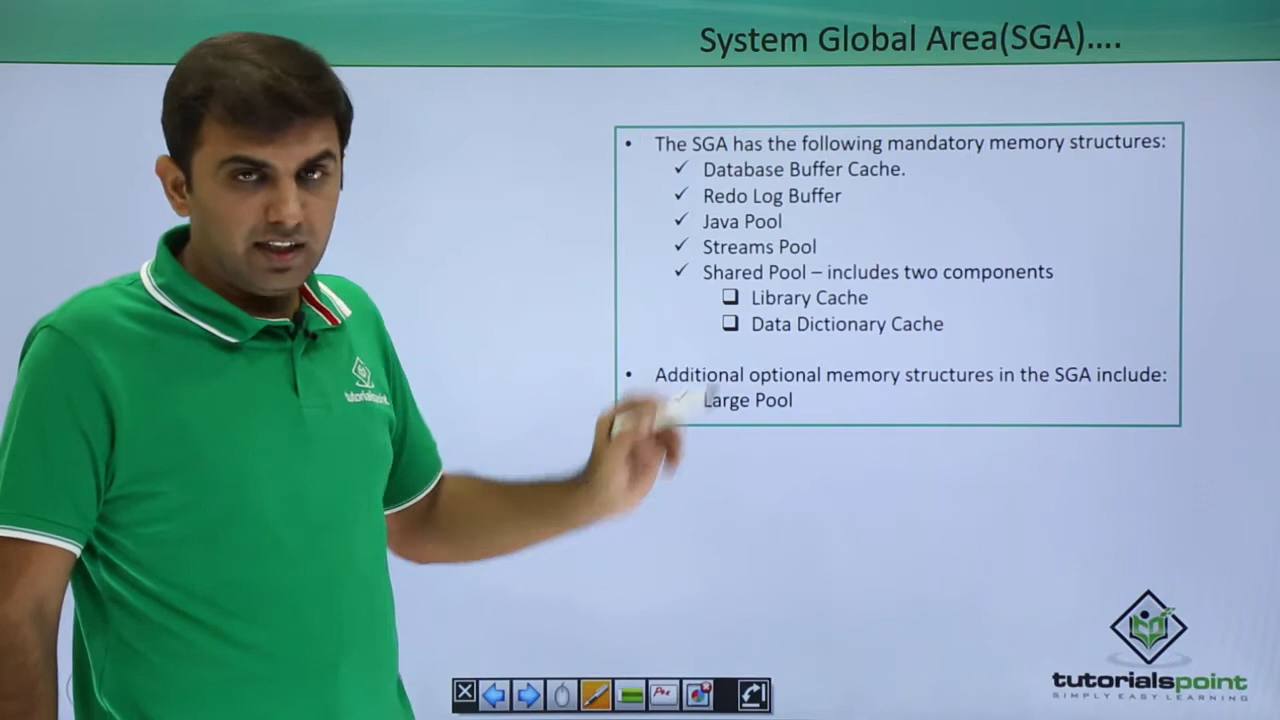 System Global Area(SGA)....
• The SGA has the following mandatory memory structures:
✓ Database Buffer Cache.
✓ Redo Log Buffer
✓ Java Pool
✓ Streams Pool
✓ Shared Pool – includes two components
❑ Library Cache
❑ Data Dictionary Cache
• Additional optional memory structures in the SGA include:
✓ Large Pool
tutorialspoint
Pen
tutorialspoint
SIMPLY EASY LEARNING